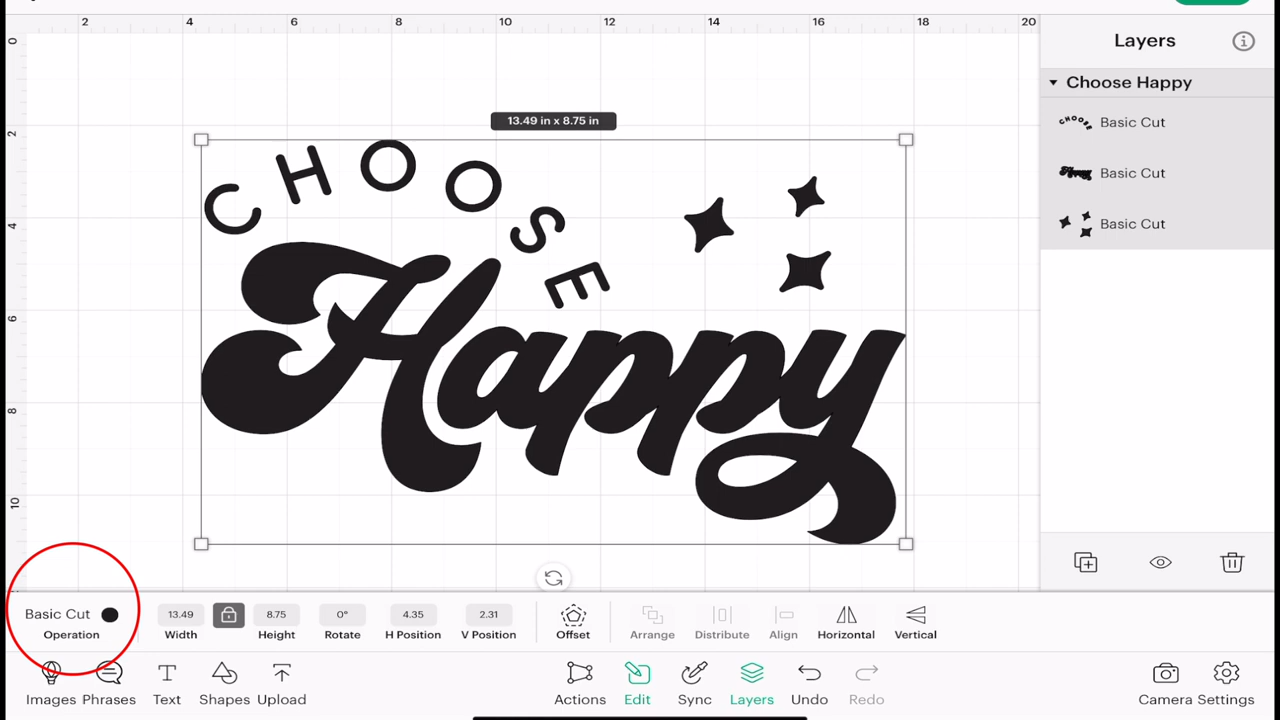 2 4 6 8 10 12 14 16 18 20
0
2
4
6
8
10
13.49 in x 8.75 in
CHOOSE
Happy
Layers
Choose Happy
CHOOSE Basic Cut
Happy Basic Cut
Basic Cut
Basic Cut
Operation
13.49
Width
8.75
Height
0°
Rotate
4.35
H Position
2.31
V Position
Offset
Arrange
Distribute
Align
Horizontal
Vertical
Images
Phrases
Text
Shapes
Upload
Actions
Edit
Sync
Layers
Undo
Redo
Camera
Settings